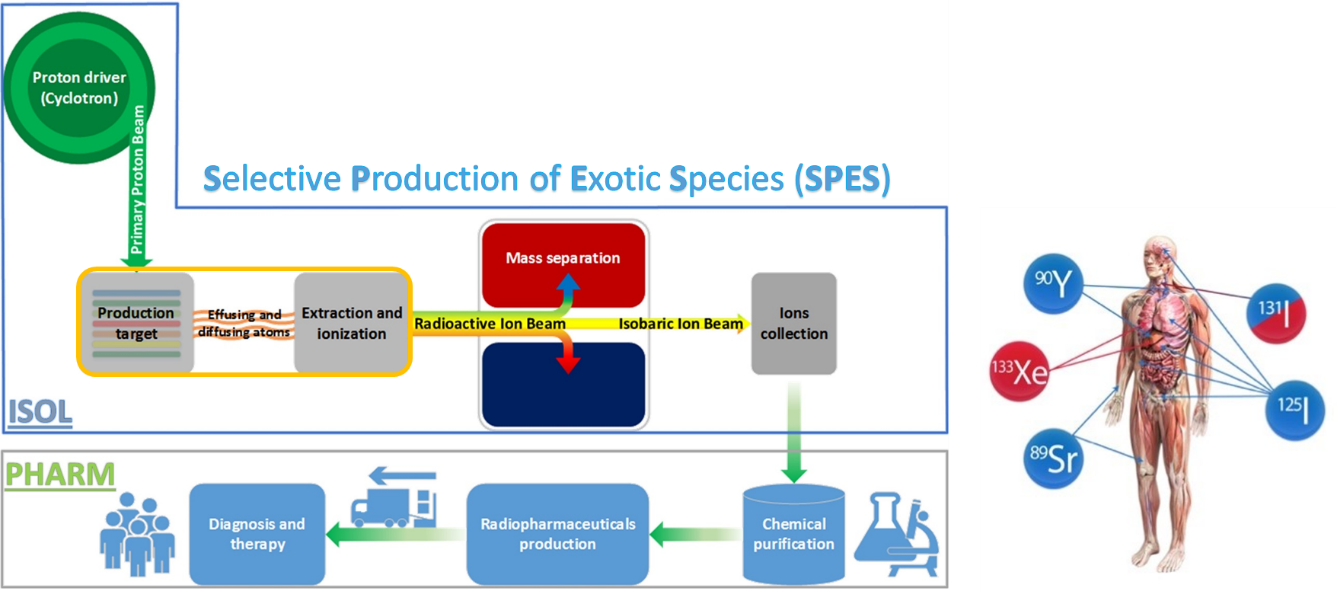 Proton driver
(Cyclotron)
Primary Proton Beam
Selective Production of Exotic Species (SPES)
Production
target
Effusing and
diffusing atoms
Extraction and
ionization
Radioactive Ion Beam
Mass separation
Isobaric Ion Beam
Ions
collection
ISOL
PHARM
Diagnosis and
therapy
Radiopharmaceuticals
production
Chemical
purification
90Y
131I
133Xe
125I
89Sr